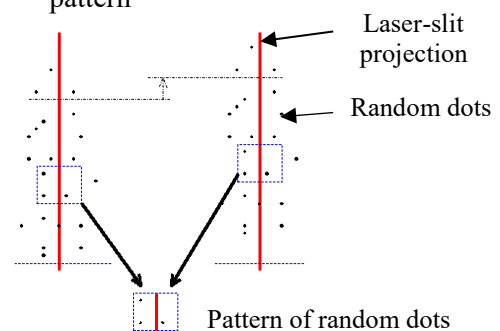 pattern
Laser-slit
projection
Random dots
Pattern of random dots